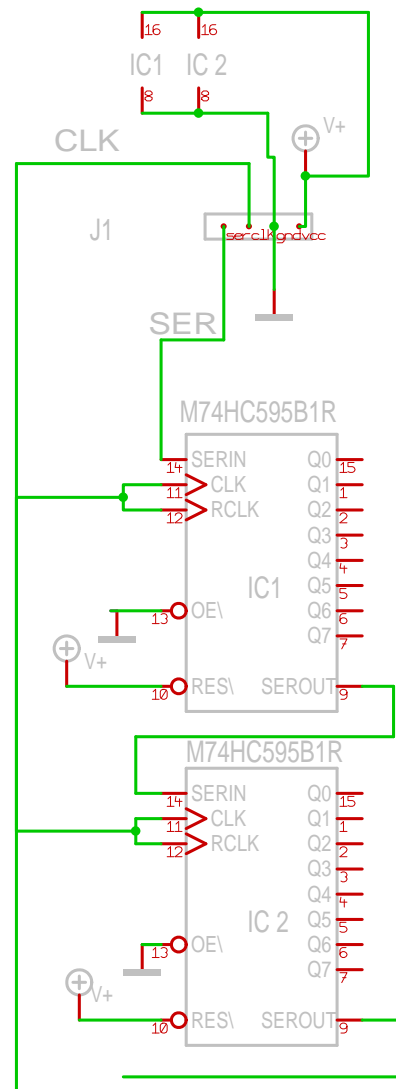 16 16
IC1 IC 2
8 8
V+
CLK
J1
serclkgndvcc
SER
M74HC595B1R
14 SERIN Q0 15
11 CLK Q1 1
12 RCLK Q2 2
Q3 3
Q4 4
IC1 Q5 5
13 OE\ Q6 6
Q7 7
V+
10 RES\ SEROUT 9
M74HC595B1R
14 SERIN Q0 15
11 CLK Q1 1
12 RCLK Q2 2
Q3 3
Q4 4
IC 2 Q5 5
13 OE\ Q6 6
Q7 7
V+
10 RES\ SEROUT 9